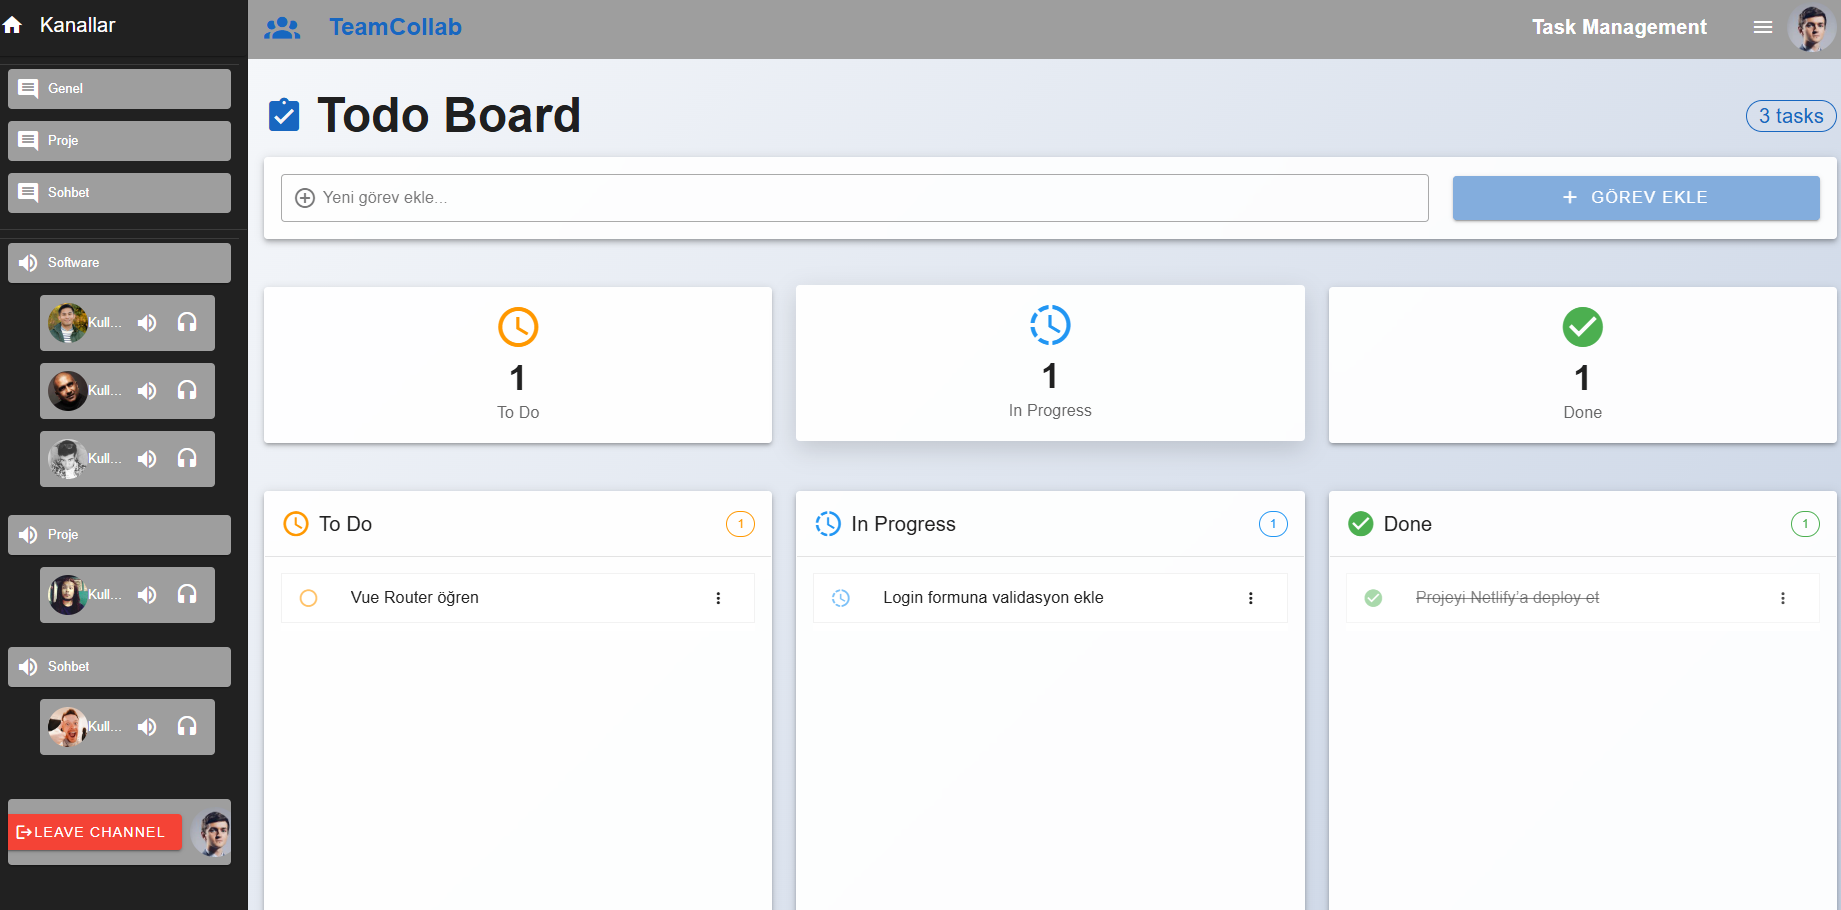 Kanallar
Genel
Proje
Sohbet
Software
Kull...
Kull...
Kull...
Proje
Kull...
Sohbet
Kull...
LEAVE CHANNEL
TeamCollab
Task Management
Todo Board
3 tasks
Yeni görev ekle...
GÖREV EKLE
1
To Do
1
In Progress
1
Done
To Do
1
Vue Router öğren
In Progress
1
Login formuna validasyon ekle
Done
1
Projeyi Netlify'a deploy et